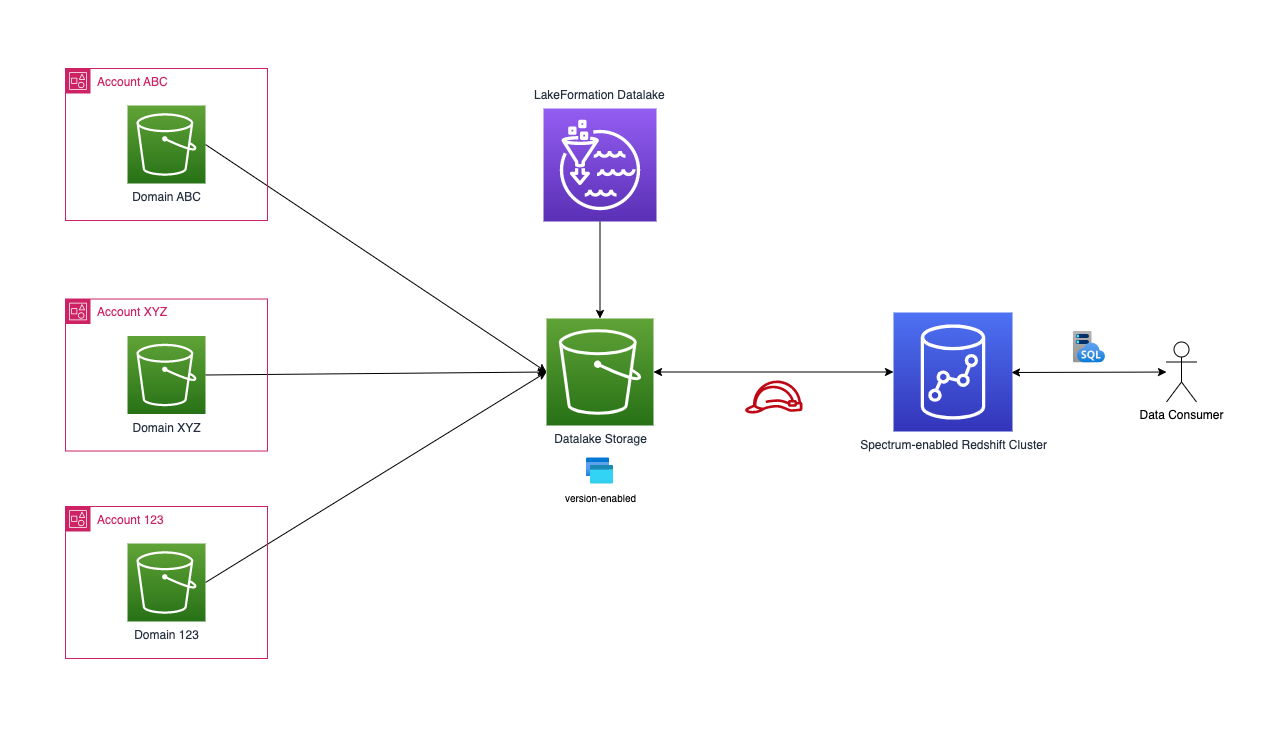 Account ABC
Domain ABC
Account XYZ
Domain XYZ
Account 123
Domain 123
LakeFormation Datalake
Datalake Storage
version-enabled
Spectrum-enabled Redshift Cluster
SQL
Data Consumer